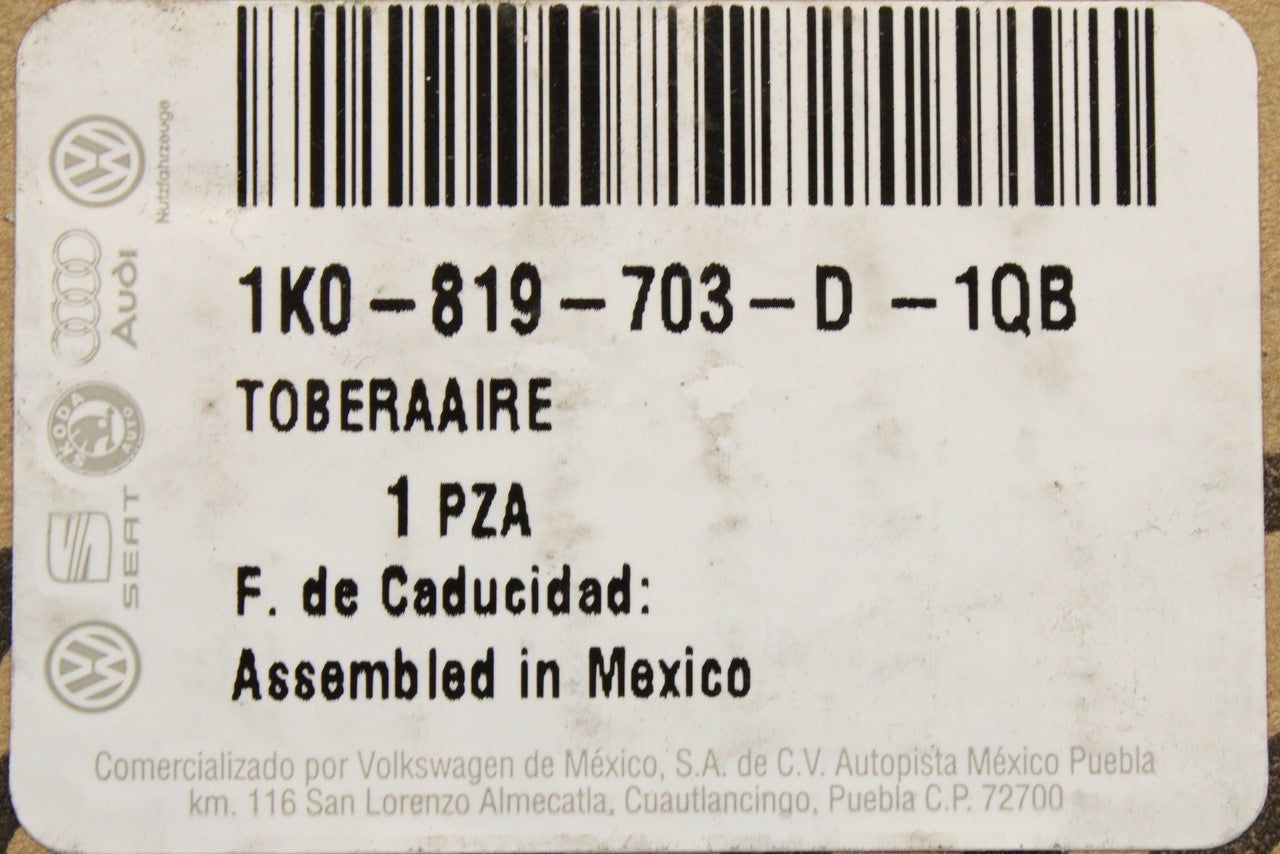 1K0-819-703-D -1QB
TOBERAAIRE
1 PZA
F. de Caducidad:
Assembled in Mexico
Comercializado por Volkswagen de México, S.A. de C.V. Autopista México Puebla
km. 116 San Lorenzo Almecatla, Cuautlancingo, Puebla C.P. 72700
Nutzfahrzeuge
Audi
SKODA
AUTO
SEAT